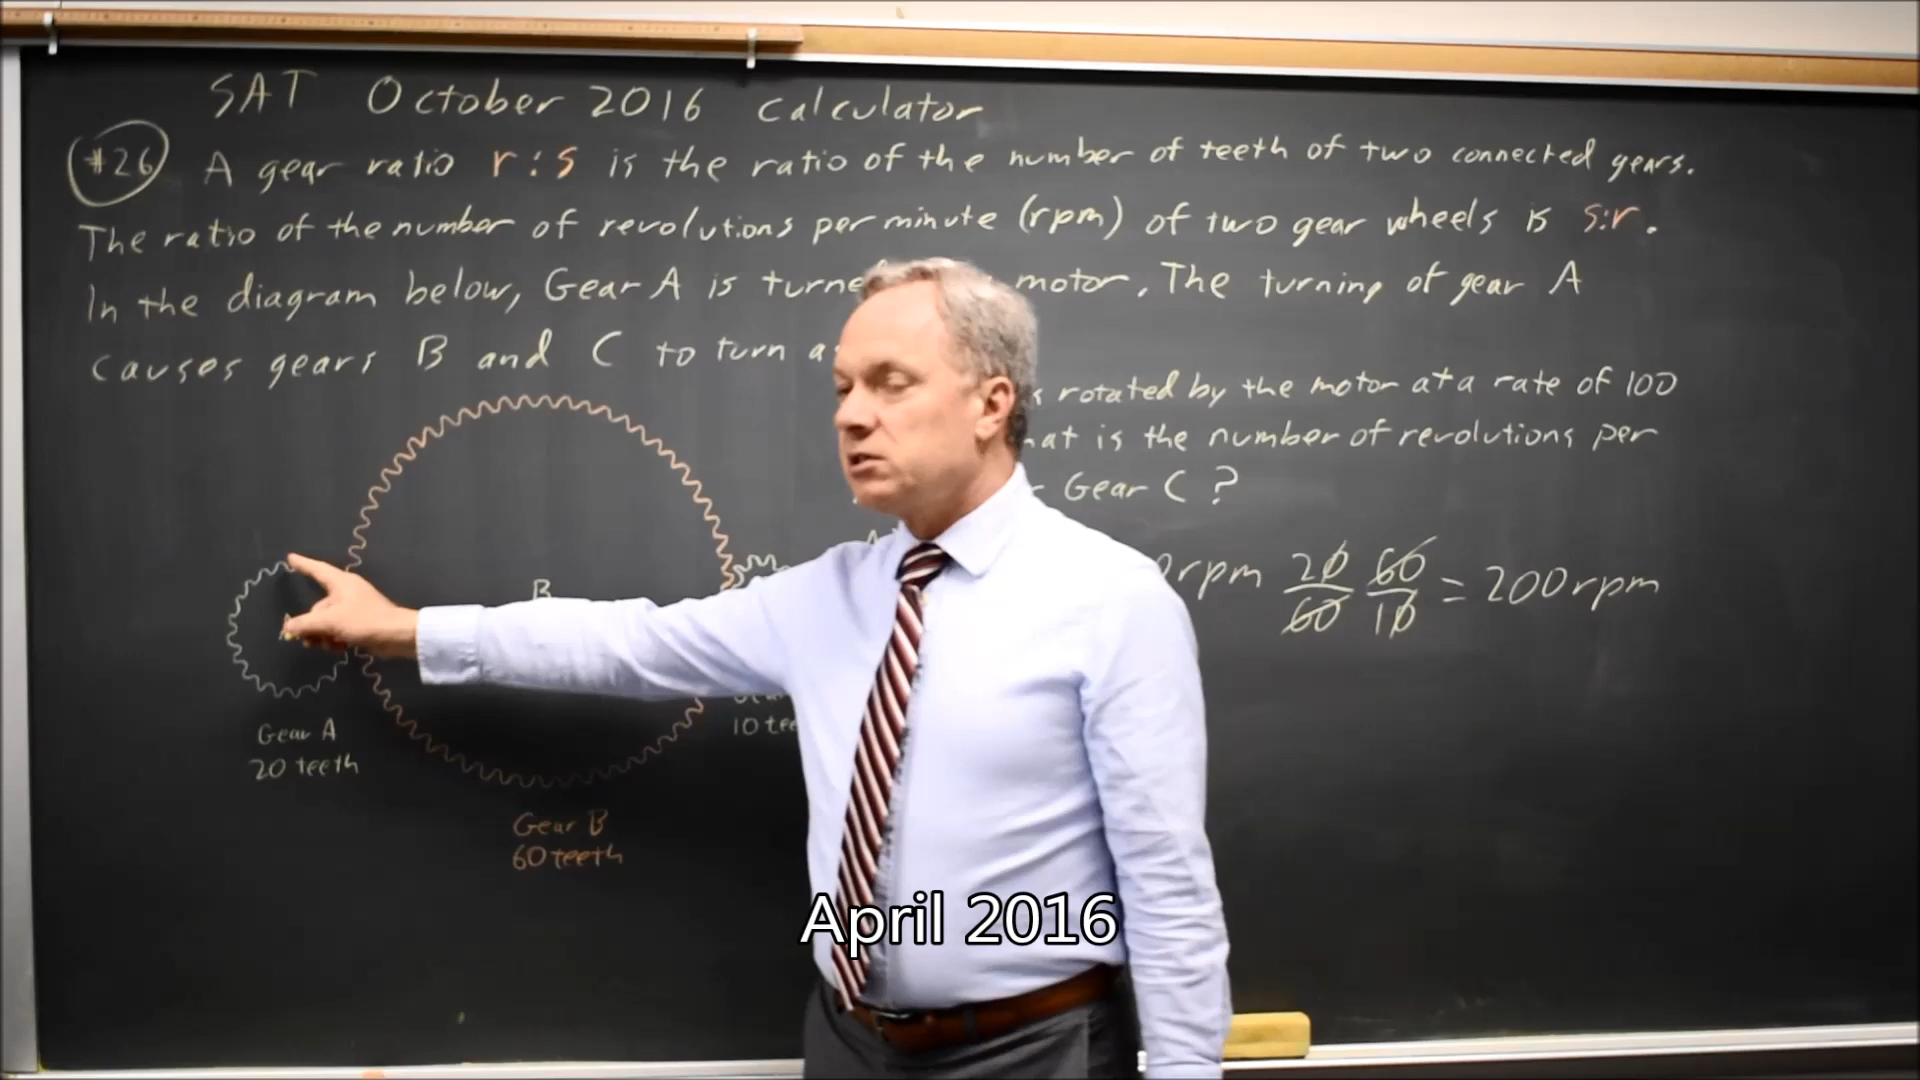 SAT October 2016 calculator
#26 A gear ratio r:s is the ratio of the number of teeth of two connected gears.
The ratio of the number of revolutions per minute (rpm) of two gear wheels is s:r.
In the diagram below, Gear A is turne motor. The turning of gear A
causes gears B and C to turn a
s rotated by the motor at a rate of 100
hat is the number of revolutions per
Gear C?
B
0rpm 20/60 60/10 = 200rpm
Gear A
20 teeth
10 tee
Gear B
60 teeth
April 2016